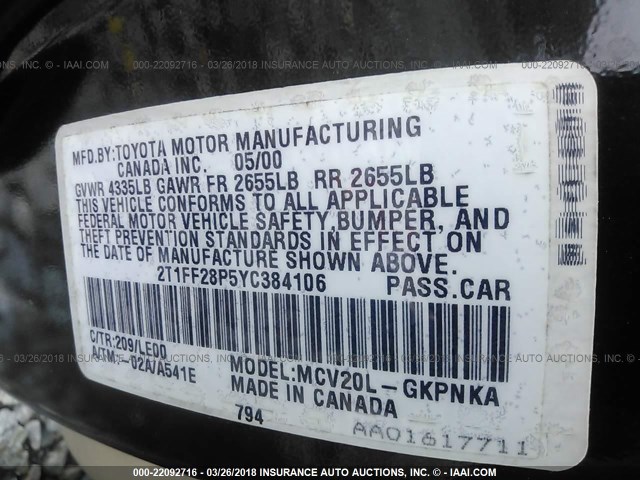 000-22092716 - 03/26/2018 INSURANCE AUTO AUCTIONS, INC. © - IAAI.COM
MFD.BY:TOYOTA MOTOR MANUFACTURING
CANADA INC. 05/00
GVWR 4335LB GAWR FR 2655LB RR 2655LB
THIS VEHICLE CONFORMS TO ALL APPLICABLE
FEDERAL MOTOR VEHICLE SAFETY,BUMPER, AND
THEFT PREVENTION STANDARDS IN EFFECT ON
THE DATE OF MANUFACTURE SHOWN ABOVE.
2T1FF28P5YC384106 PASS.CAR
C/TR:209/LE00
-02A/A541E
MODEL:MCV20L-GKPNKA
MADE IN CANADA
794
AA01617711
000-22092716 - 03/26/2018 INSURANCE AUTO AUCTIONS, INC. © - IAAI.COM